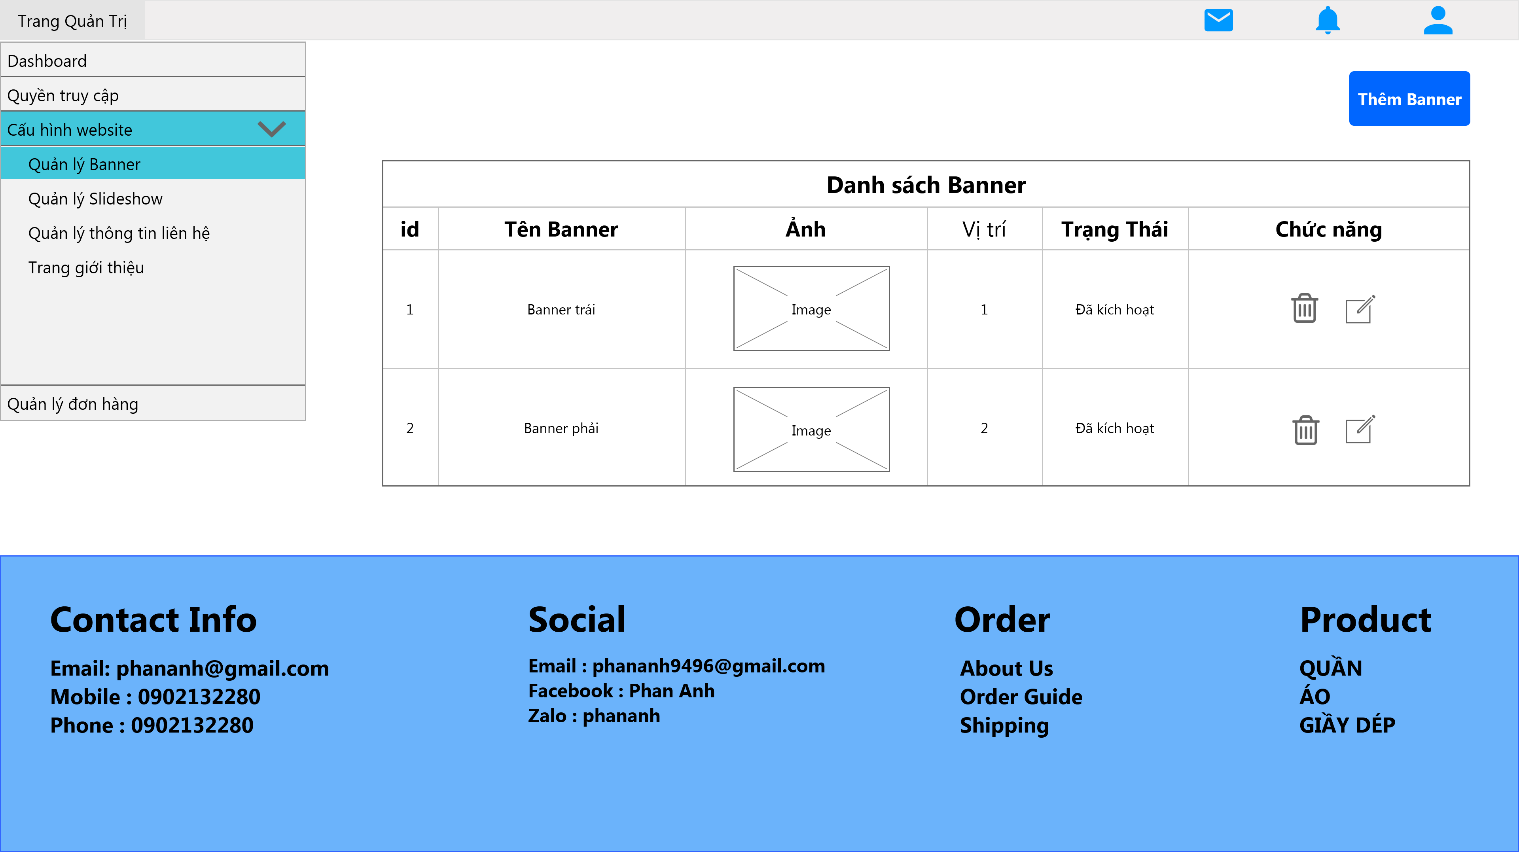 Trang Quản Trị
Dashboard
Quyền truy cập
Cấu hình website
Quản lý Banner
Quản lý Slideshow
Quản lý thông tin liên hệ
Trang giới thiệu
Quản lý đơn hàng
Thêm Banner
Danh sách Banner
id Tên Banner Ảnh Vị trí Trạng Thái Chức năng
1 Banner trái Image 1 Đã kích hoạt
2 Banner phải Image 2 Đã kích hoạt
Contact Info
Email: phananh@gmail.com
Mobile : 0902132280
Phone : 0902132280
Social
Email : phananh9496@gmail.com
Facebook : Phan Anh
Zalo : phananh
Order
About Us
Order Guide
Shipping
Product
QUẦN
ÁO
GIẦY DÉP